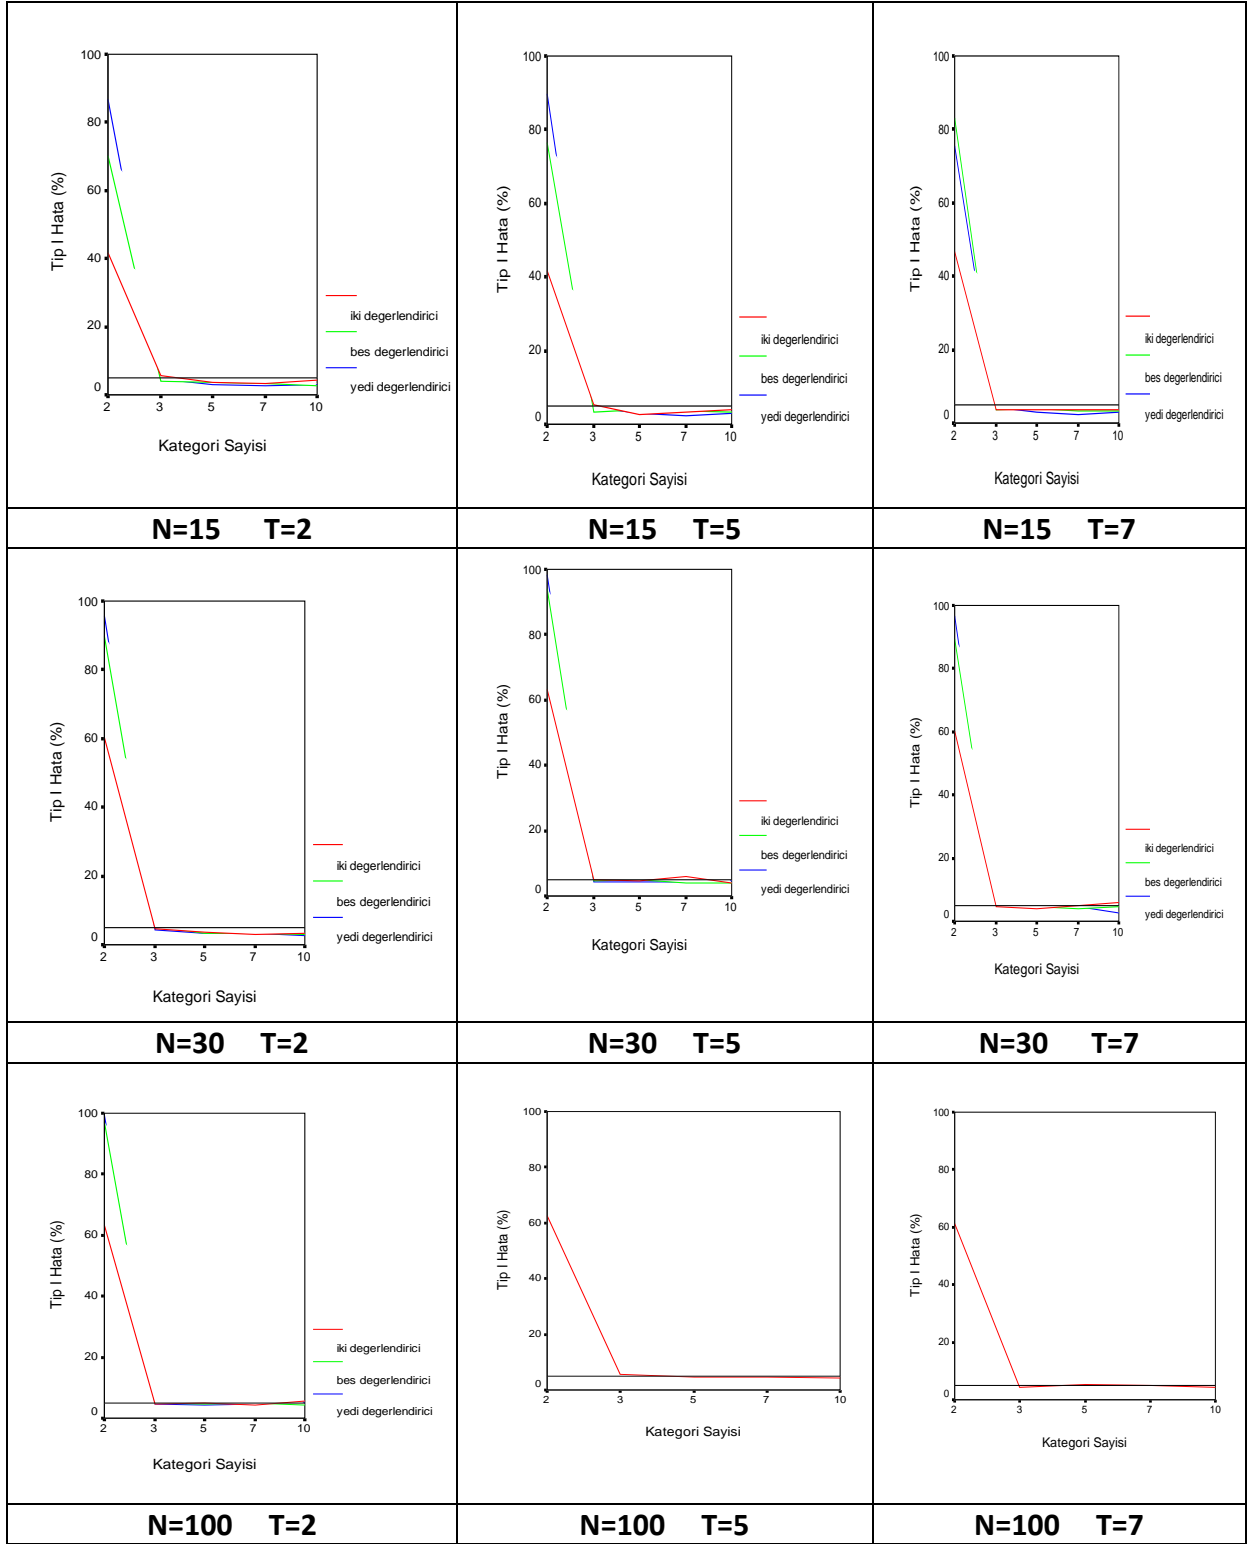 100
80
60
40
20
0
Tip I Hata (%)
2 3 5 7 10
Kategori Sayisi
iki degerlendirici
bes degerlendirici
yedi degerlendirici
100
80
60
40
20
0
Tip I Hata (%)
2 3 5 7 10
Kategori Sayisi
iki degerlendirici
bes degerlendirici
yedi degerlendirici
100
80
60
40
20
0
Tip I Hata (%)
2 3 5 7 10
Kategori Sayisi
iki degerlendirici
bes degerlendirici
yedi degerlendirici
N=15 T=2
N=15 T=5
N=15 T=7
100
80
60
40
20
0
Tip I Hata (%)
2 3 5 7 10
Kategori Sayisi
iki degerlendirici
bes degerlendirici
yedi degerlendirici
100
80
60
40
20
0
Tip I Hata (%)
2 3 5 7 10
Kategori Sayisi
iki degerlendirici
bes degerlendirici
yedi degerlendirici
100
80
60
40
20
0
Tip I Hata (%)
2 3 5 7 10
Kategori Sayisi
iki degerlendirici
bes degerlendirici
yedi degerlendirici
N=30 T=2
N=30 T=5
N=30 T=7
100
80
60
40
20
0
Tip I Hata (%)
2 3 5 7 10
Kategori Sayisi
iki degerlendirici
bes degerlendirici
yedi degerlendirici
100
80
60
40
20
0
Tip I Hata (%)
2 3 5 7 10
Kategori Sayisi
100
80
60
40
20
0
Tip I Hata (%)
2 3 5 7 10
Kategori Sayisi
N=100 T=2
N=100 T=5
N=100 T=7